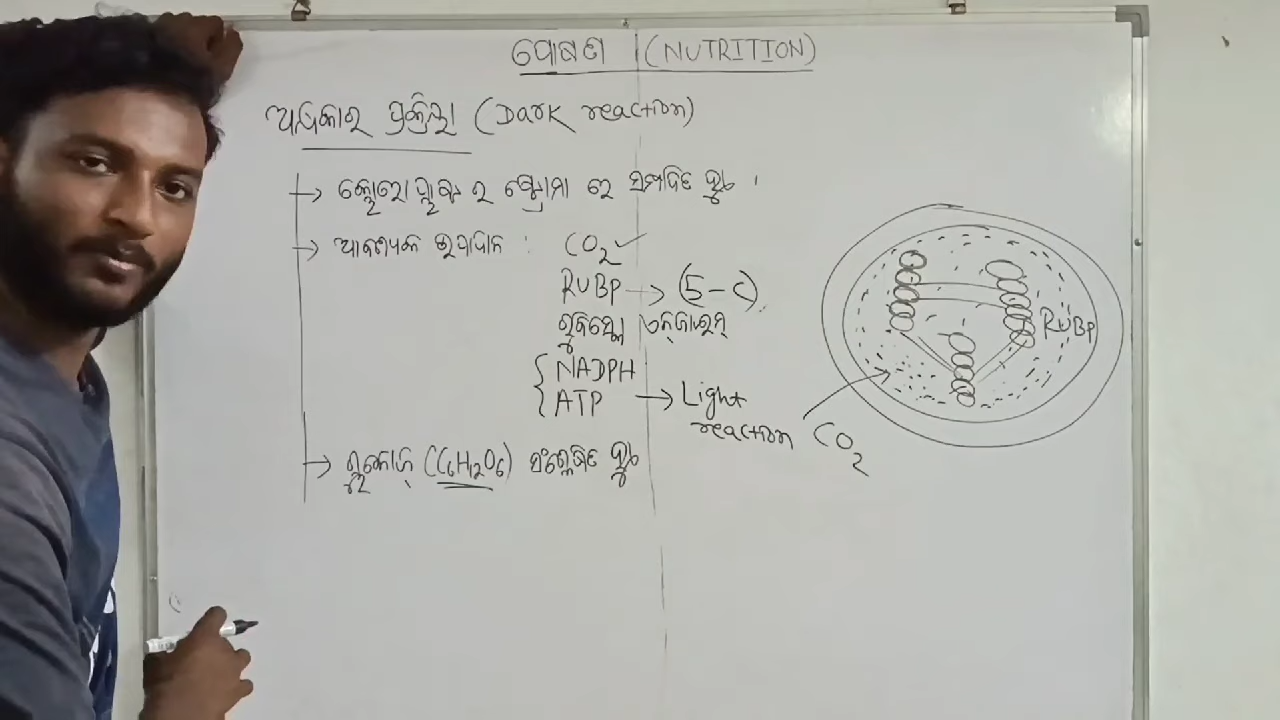 ପୋଷଣ (NUTRITION)
ଅନ୍ଧକାର ପ୍ରକ୍ରିୟା (Dark reaction)
→ କ୍ଲୋରୋପ୍ଲାଷ୍ଟ ର ଷ୍ଟ୍ରୋମା ରେ ସମ୍ପାଦିତ ହୁଏ ।
→ ଆବଶ୍ୟକ ଉପାଦାନ : CO2 ✓
RUBP → (5-C)
ରୁବିସ୍କୋ ଏନ୍‌ଜାଇମ୍
NADPH
ATP → Light reaction
→ ଗ୍ଲୁକୋଜ୍ (C6H12O6) ସଂଶ୍ଳେଷିତ ହୁଏ
RUBP
CO2